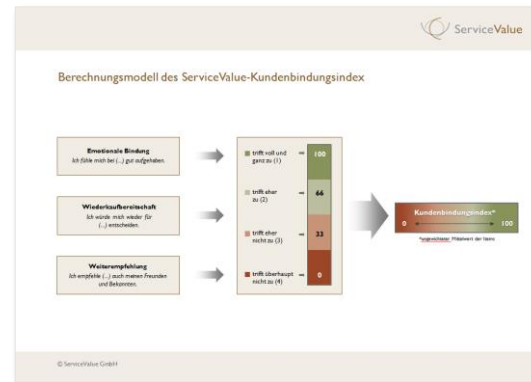 ServiceValue
Berechnungsmodell des ServiceValue-Kundenbindungsindex
Emotionale Bindung
Ich fühle mich bei (...) gut aufgehoben.
Wiederkaufbereitschaft
Ich würde mich wieder für
(...) entscheiden.
Weiterempfehlung
Ich empfehle (...) auch meinen Freunden
und Bekannten.
trifft voll und
ganz zu (1)
100
trifft eher
zu (2)
66
trifft eher
nicht zu (3)
33
trifft überhaupt
nicht zu (4)
0
Kundenbindungsindex*
0 100
*ungewichteter Mittelwert der Items
© ServiceValue GmbH